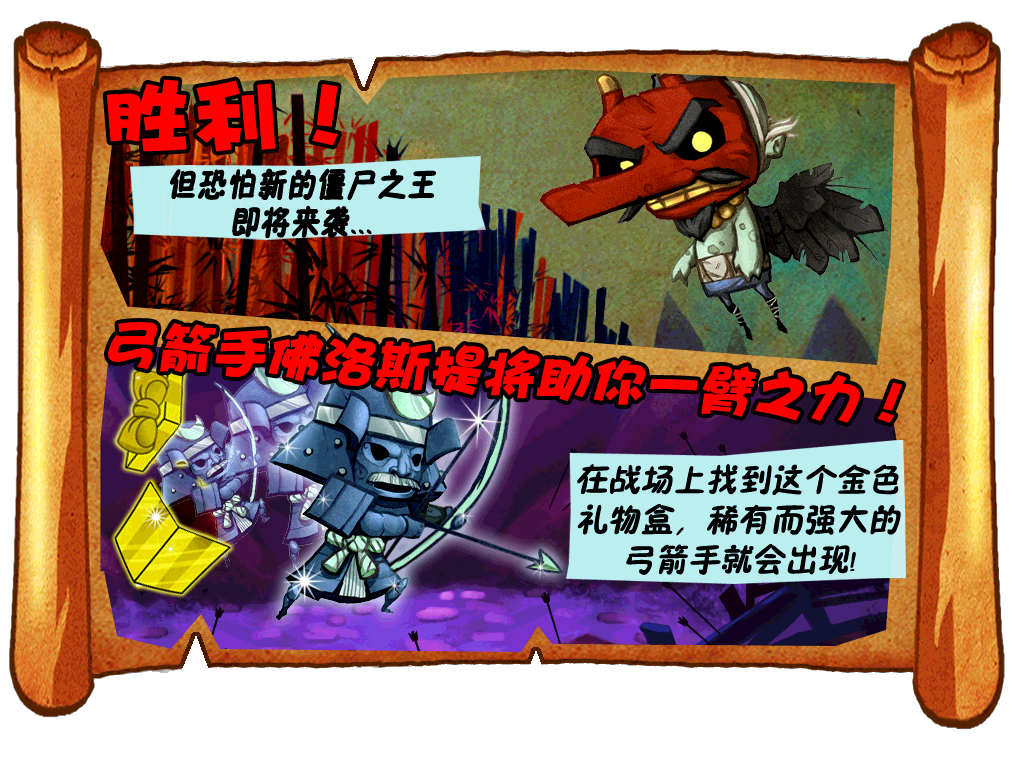 胜利！
但恐怕新的僵尸之王
即将来袭...
弓箭手佛洛斯提将助你一臂之力！
在战场上找到这个金色
礼物盒，稀有而强大的
弓箭手就会出现!